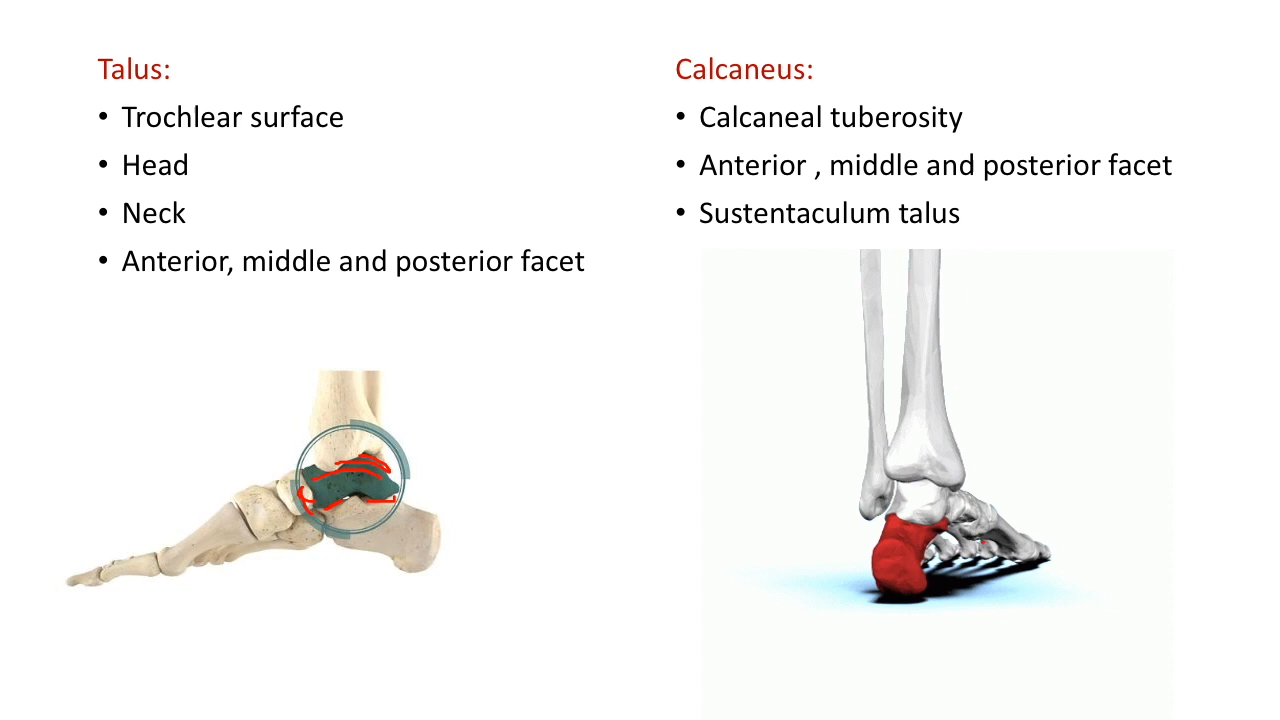 Talus:
• Trochlear surface
• Head
• Neck
• Anterior, middle and posterior facet
Calcaneus:
• Calcaneal tuberosity
• Anterior , middle and posterior facet
• Sustentaculum talus